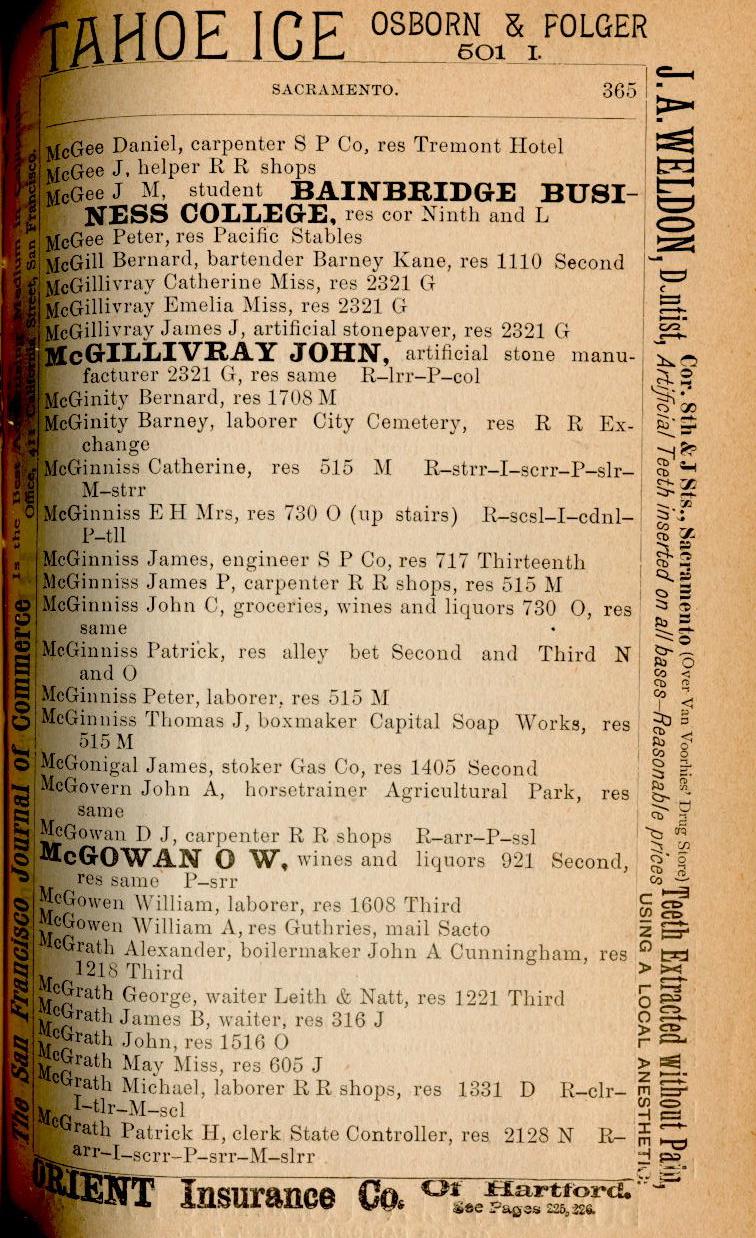 TAHOE ICE OSBORN & FOLGER
501 I.
SACRAMENTO. 365
McGee Daniel, carpenter S P Co, res Tremont Hotel
McGee J, helper R R shops
McGee J M, student BAINBRIDGE BUSI-
NESS COLLEGE, res cor Ninth and L
McGee Peter, res Pacific Stables
McGill Bernard, bartender Barney Kane, res 1110 Second
McGillivray Catherine Miss, res 2321 G
McGillivray Emelia Miss, res 2321 G
McGillivray James J, artificial stonepaver, res 2321 G
McGILLIVRAY JOHN, artificial stone manu-
facturer 2321 G, res same R-lrr-P-col
McGinity Bernard, res 1708 M
McGinity Barney, laborer City Cemetery, res R R Ex-
change
McGinniss Catherine, res 515 M R-strr-I-scrr-P-slr-
M-strr
McGinniss E H Mrs, res 730 O (up stairs) R-scsl-I-cdnl-
P-tll
McGinniss James, engineer S P Co, res 717 Thirteenth
McGinniss James P, carpenter R R shops, res 515 M
McGinniss John C, groceries, wines and liquors 730 O, res
same
McGinniss Patrick, res alley bet Second and Third N
and O
McGinniss Peter, laborer, res 515 M
McGinniss Thomas J, boxmaker Capital Soap Works, res
515 M
McGonigal James, stoker Gas Co, res 1405 Second
McGovern John A, horsetrainer Agricultural Park, res
same
McGowan D J, carpenter R R shops R-arr-P-ssl
McGOWAN O W, wines and liquors 921 Second,
res same P-srr
McGowen William, laborer, res 1608 Third
McGowen William A, res Guthries, mail Sacto
McGrath Alexander, boilermaker John A Cunningham, res
1218 Third
McGrath George, waiter Leith & Natt, res 1221 Third
McGrath James B, waiter, res 316 J
McGrath John, res 1516 O
McGrath May Miss, res 605 J
McGrath Michael, laborer R R shops, res 1331 D R-clr-
I-tlr-M-scl
McGrath Patrick H, clerk State Controller, res 2128 N R-
arr-I-scrr-P-srr-M-slrr
ORIENT Insurance Co. Of Hartford.
See Pages 225, 226.
J. A. WELDON, Dentist, Cor. 8th & J Sts., Sacramento (Over Van Voorhies' Drug Store) Teeth Extracted without Pain,
Artificial Teeth inserted on all bases—Reasonable prices USING A LOCAL ANESTHETIC.
The San Francisco Journal of Commerce Is the Best Medium in
Office, 411 California Street, San Francisco.